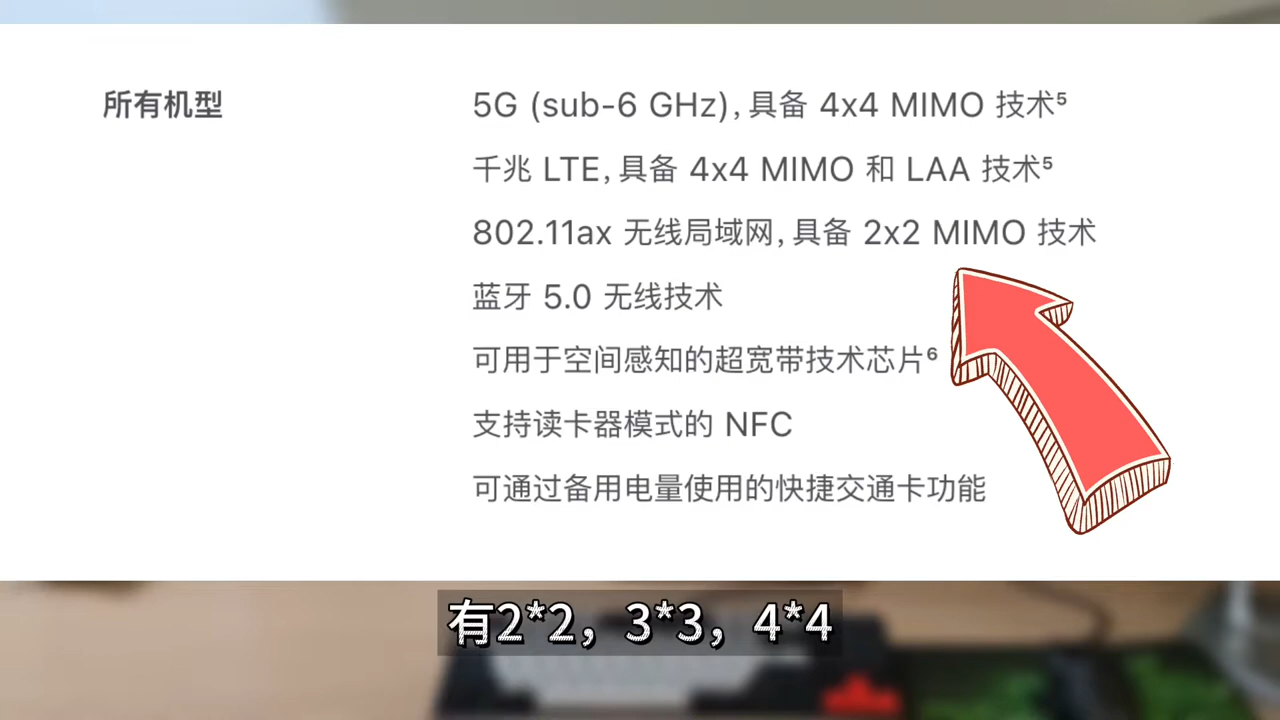 所有机型
5G (sub-6 GHz)，具备 4x4 MIMO 技术⁵
千兆 LTE，具备 4x4 MIMO 和 LAA 技术⁵
802.11ax 无线局域网，具备 2x2 MIMO 技术
蓝牙 5.0 无线技术
可用于空间感知的超宽带技术芯片⁶
支持读卡器模式的 NFC
可通过备用电量使用的快捷交通卡功能
有2*2，3*3，4*4